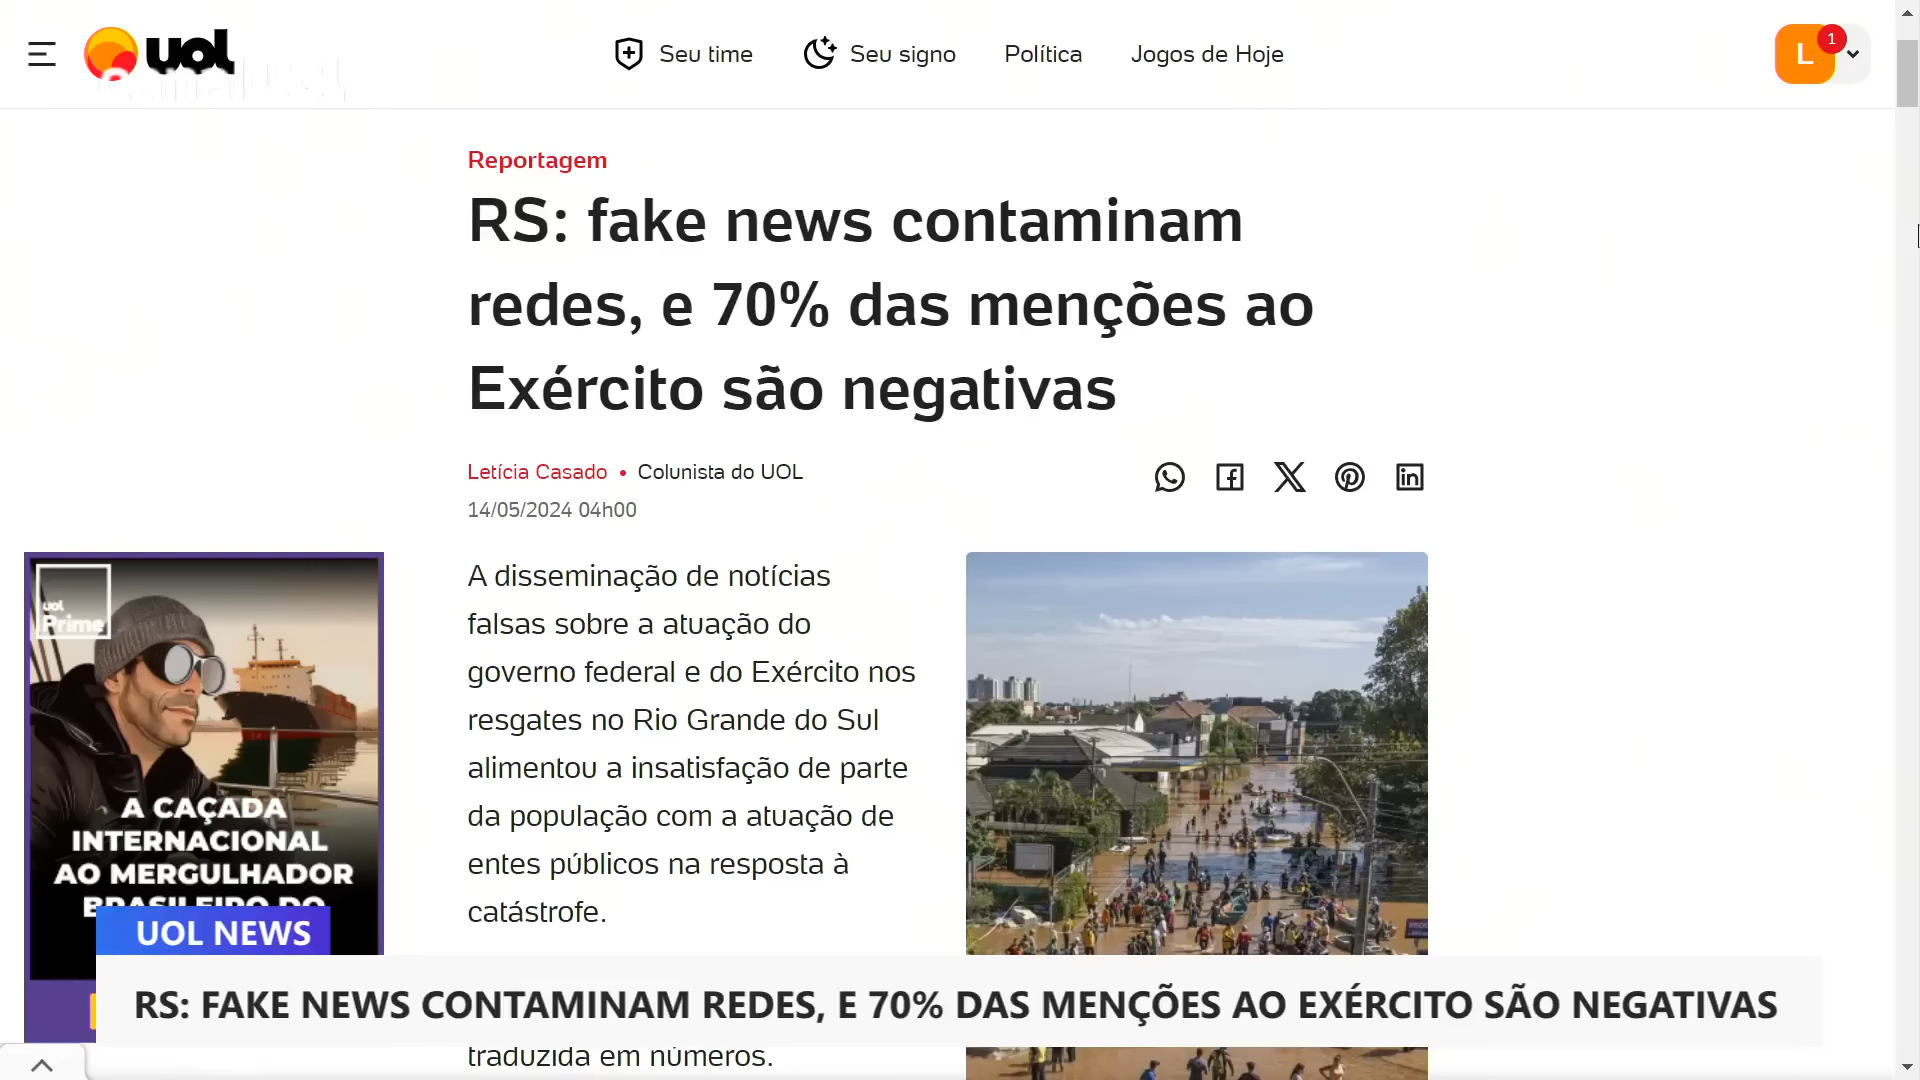 uol
Seu time
Seu signo
Política
Jogos de Hoje
L
1
Reportagem
RS: fake news contaminam
redes, e 70% das menções ao
Exército são negativas
Letícia Casado • Colunista do UOL
14/05/2024 04h00
A disseminação de notícias
falsas sobre a atuação do
governo federal e do Exército nos
resgates no Rio Grande do Sul
alimentou a insatisfação de parte
da população com a atuação de
entes públicos na resposta à
catástrofe.
traduzida em números.
uol
Prime
A CAÇADA
INTERNACIONAL
AO MERGULHADOR
BRASILEIRO DO
UOL NEWS
RS: FAKE NEWS CONTAMINAM REDES, E 70% DAS MENÇÕES AO EXÉRCITO SÃO NEGATIVAS